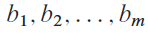 b₁, b₂, . . . , bₘ